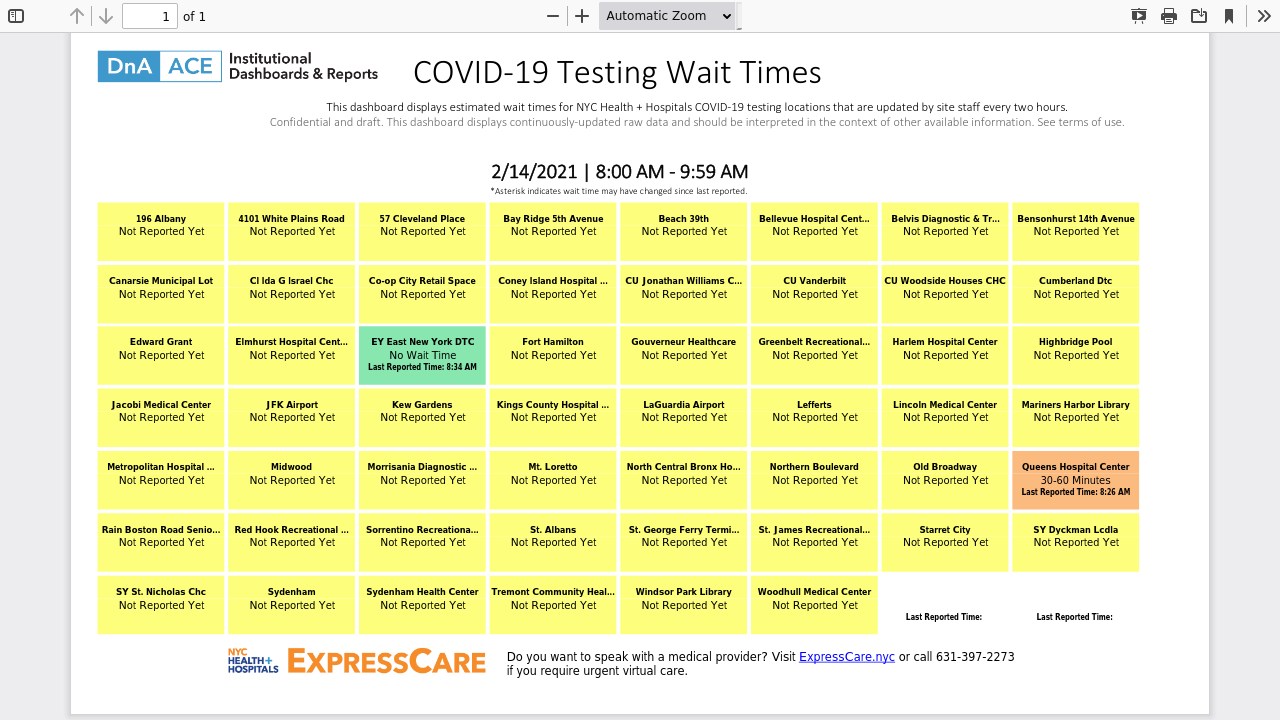 1 of 1
Automatic Zoom
DnA ACE Institutional
Dashboards & Reports
COVID-19 Testing Wait Times
This dashboard displays estimated wait times for NYC Health + Hospitals COVID-19 testing locations that are updated by site staff every two hours.
Confidential and draft. This dashboard displays continuously-updated raw data and should be interpreted in the context of other available information. See terms of use.
2/14/2021 | 8:00 AM - 9:59 AM
*Asterisk indicates wait time may have changed since last reported.
196 Albany
Not Reported Yet
4101 White Plains Road
Not Reported Yet
57 Cleveland Place
Not Reported Yet
Bay Ridge 5th Avenue
Not Reported Yet
Beach 39th
Not Reported Yet
Bellevue Hospital Cent...
Not Reported Yet
Belvis Diagnostic & Tr...
Not Reported Yet
Bensonhurst 14th Avenue
Not Reported Yet
Canarsie Municipal Lot
Not Reported Yet
CI Ida G Israel Chc
Not Reported Yet
Co-op City Retail Space
Not Reported Yet
Coney Island Hospital ...
Not Reported Yet
CU Jonathan Williams C...
Not Reported Yet
CU Vanderbilt
Not Reported Yet
CU Woodside Houses CHC
Not Reported Yet
Cumberland Dtc
Not Reported Yet
Edward Grant
Not Reported Yet
Elmhurst Hospital Cent...
Not Reported Yet
EY East New York DTC
No Wait Time
Last Reported Time: 8:34 AM
Fort Hamilton
Not Reported Yet
Gouverneur Healthcare
Not Reported Yet
Greenbelt Recreational...
Not Reported Yet
Harlem Hospital Center
Not Reported Yet
Highbridge Pool
Not Reported Yet
Jacobi Medical Center
Not Reported Yet
JFK Airport
Not Reported Yet
Kew Gardens
Not Reported Yet
Kings County Hospital ...
Not Reported Yet
LaGuardia Airport
Not Reported Yet
Lefferts
Not Reported Yet
Lincoln Medical Center
Not Reported Yet
Mariners Harbor Library
Not Reported Yet
Metropolitan Hospital ...
Not Reported Yet
Midwood
Not Reported Yet
Morrisania Diagnostic ...
Not Reported Yet
Mt. Loretto
Not Reported Yet
North Central Bronx Ho...
Not Reported Yet
Northern Boulevard
Not Reported Yet
Old Broadway
Not Reported Yet
Queens Hospital Center
30-60 Minutes
Last Reported Time: 8:26 AM
Rain Boston Road Senio...
Not Reported Yet
Red Hook Recreational ...
Not Reported Yet
Sorrentino Recreationa...
Not Reported Yet
St. Albans
Not Reported Yet
St. George Ferry Termi...
Not Reported Yet
St. James Recreational...
Not Reported Yet
Starret City
Not Reported Yet
SY Dyckman Lcdla
Not Reported Yet
SY St. Nicholas Chc
Not Reported Yet
Sydenham
Not Reported Yet
Sydenham Health Center
Not Reported Yet
Tremont Community Heal...
Not Reported Yet
Windsor Park Library
Not Reported Yet
Woodhull Medical Center
Not Reported Yet
Last Reported Time:
Last Reported Time:
NYC
HEALTH+
HOSPITALS
EXPRESSCARE
Do you want to speak with a medical provider? Visit ExpressCare.nyc or call 631-397-2273
if you require urgent virtual care.